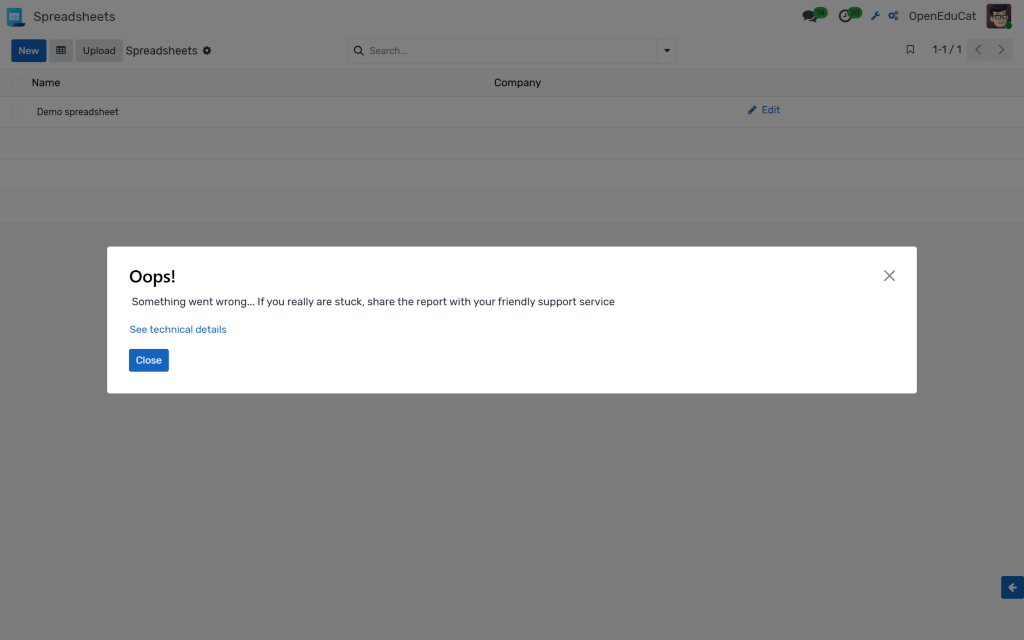 Spreadsheets
OpenEduCat
New
Upload
Spreadsheets
Search...
1-1 / 1
Name
Company
Demo spreadsheet
Edit
Oops!
Something went wrong... If you really are stuck, share the report with your friendly support service
See technical details
Close